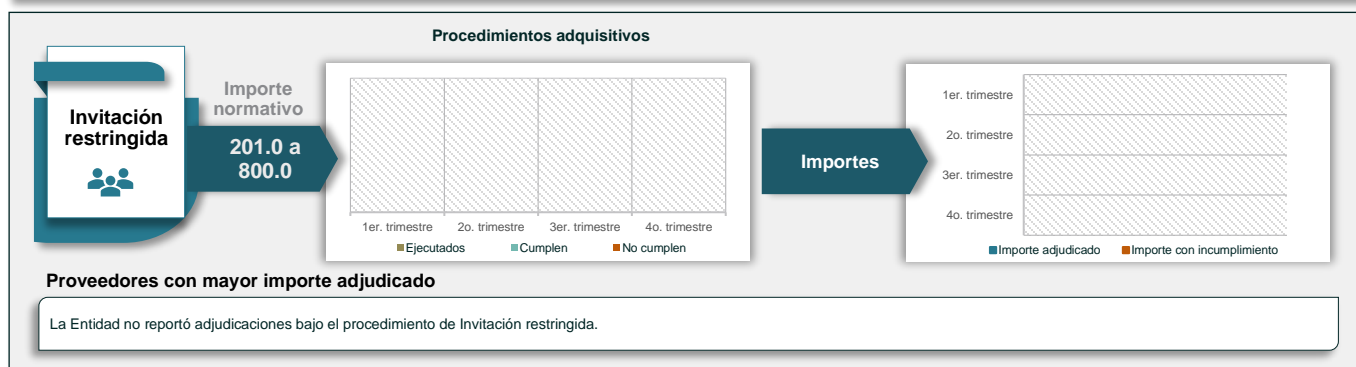 Procedimientos adquisitivos
Invitación
restringida
Importe
normativo
201.0 a
800.0
1er. trimestre
2o. trimestre
3er. trimestre
4o. trimestre
Ejecutados
Cumplen
No cumplen
Importes
1er. trimestre
2o. trimestre
3er. trimestre
4o. trimestre
Importe adjudicado
Importe con incumplimiento
Proveedores con mayor importe adjudicado
La Entidad no reportó adjudicaciones bajo el procedimiento de Invitación restringida.